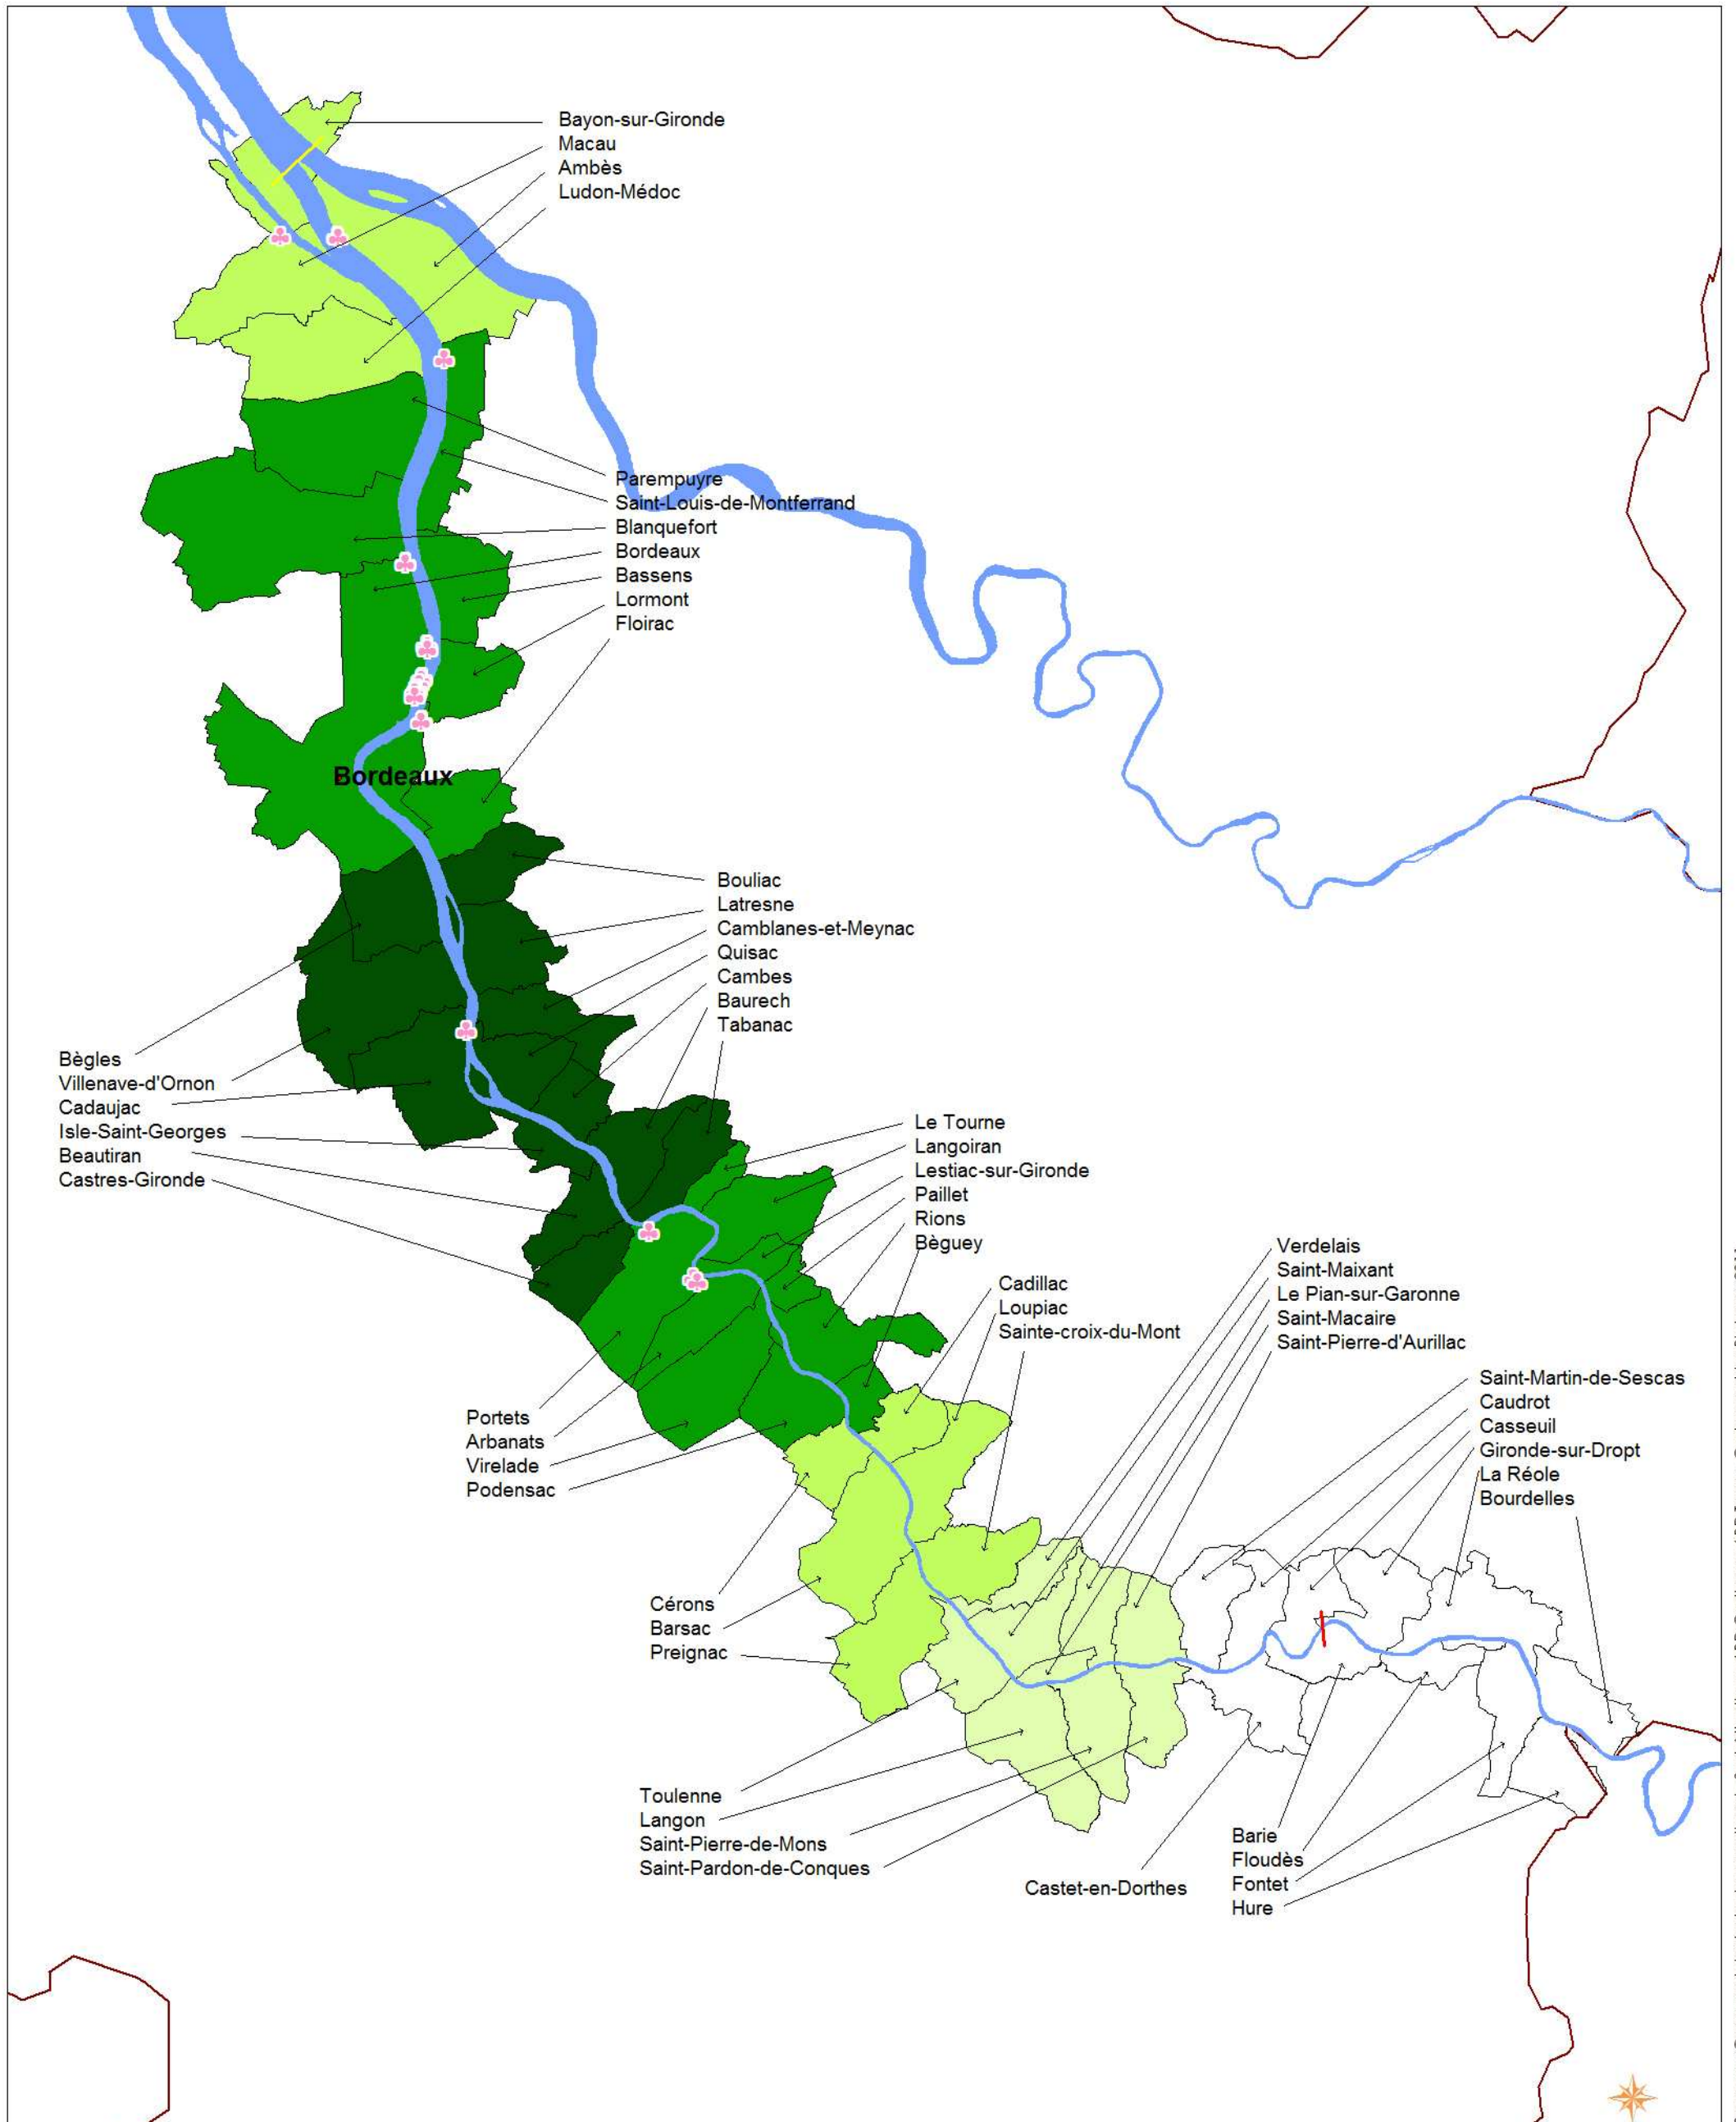 Bayon-sur-Gironde
Macau
Ambès
Ludon-Médoc
Parempuyre
Saint-Louis-de-Montferrand
Blanquefort
Bordeaux
Bassens
Lormont
Floirac
Bordeaux
Bouliac
Latresne
Camblanes-et-Meynac
Quisac
Cambes
Baurech
Tabanac
Bègles
Villenave-d'Ornon
Cadaujac
Isle-Saint-Georges
Beautiran
Castres-Gironde
Le Tourne
Langoiran
Lestiac-sur-Gironde
Paillet
Rions
Bèguey
Cadillac
Loupiac
Sainte-croix-du-Mont
Verdelais
Saint-Maixant
Le Pian-sur-Garonne
Saint-Macaire
Saint-Pierre-d'Aurillac
Saint-Martin-de-Sescas
Caudrot
Casseuil
Gironde-sur-Dropt
La Réole
Bourdelles
Portets
Arbanats
Virelade
Podensac
Cérons
Barsac
Preignac
Toulenne
Langon
Saint-Pierre-de-Mons
Saint-Pardon-de-Conques
Castet-en-Dorthes
Barie
Floudès
Fontet
Hure